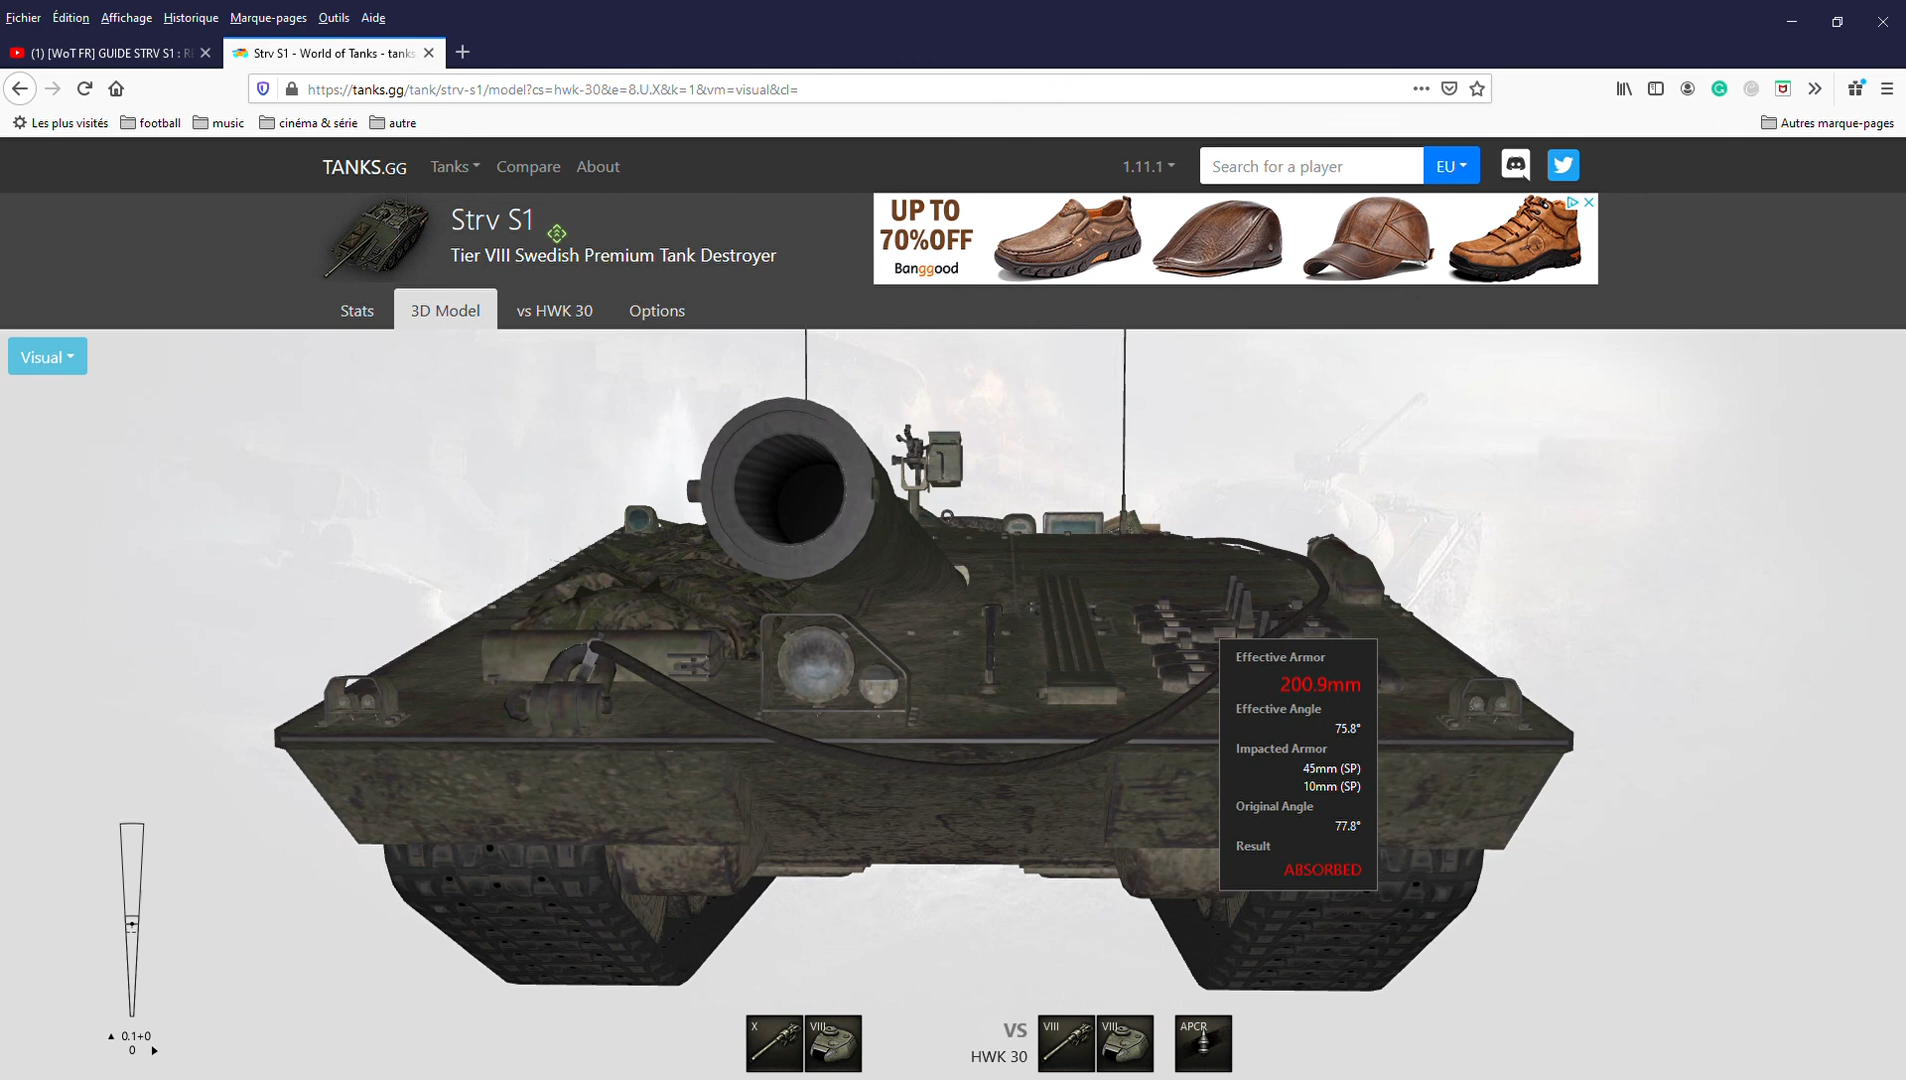 Fichier Édition Affichage Historique Marque-pages Outils Aide
(1) [WoT FR] GUIDE STRV S1 : RE
Strv S1 - World of Tanks - tanks
https://tanks.gg/tank/strv-s1/model?cs=hwk-30&e=8.U.X&k=1&vm=visual&cl=
Les plus visités football music cinéma & série autre Autres marque-pages
TANKS.GG Tanks Compare About 1.11.1 Search for a player EU
Strv S1
Tier VIII Swedish Premium Tank Destroyer
UP TO
70%OFF
Banggood
Stats 3D Model vs HWK 30 Options
Visual
Effective Armor
200.9mm
Effective Angle
75.8°
Impacted Armor
45mm (SP)
10mm (SP)
Original Angle
77.8°
Result
ABSORBED
0.1+0
0
X VIII VS VIII VIII APCR
HWK 30